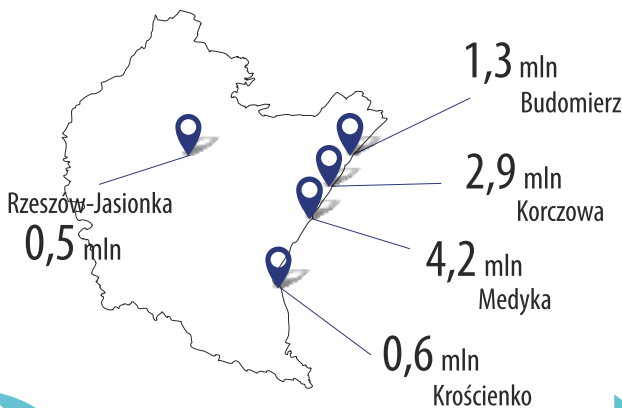 1,3 mln
Budomierz
2,9 mln
Korczowa
Rzeszów-Jasionka
0,5 mln
4,2 mln
Medyka
0,6 mln
Krościenko